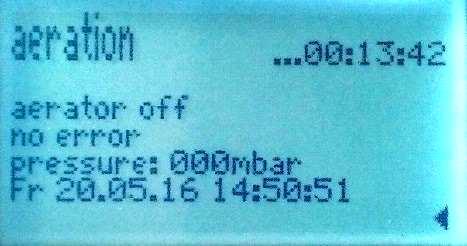 aeration
...00:13:42
aerator off
no error
pressure: 000mbar
Fr 20.05.16 14:50:51